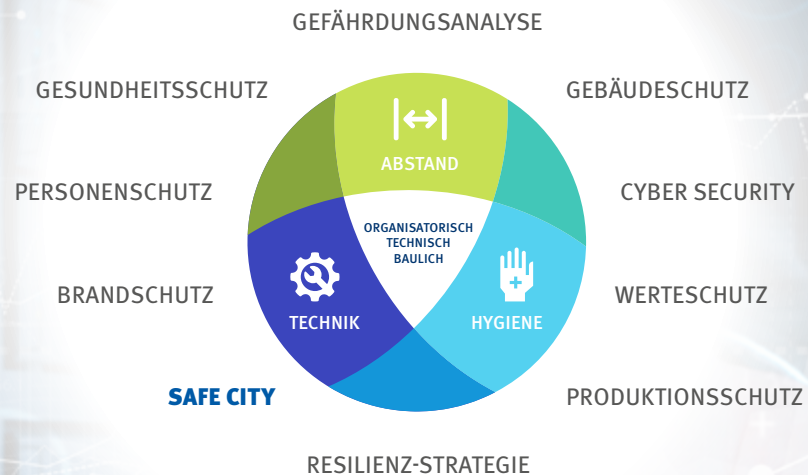 GEFÄHRDUNGSANALYSE
GESUNDHEITSSCHUTZ
GEBÄUDESCHUTZ
ABSTAND
PERSONENSCHUTZ
CYBER SECURITY
ORGANISATORISCH
TECHNISCH
BAULICH
BRANDSCHUTZ
WERTESCHUTZ
TECHNIK
HYGIENE
SAFE CITY
PRODUKTIONSSCHUTZ
RESILIENZ-STRATEGIE